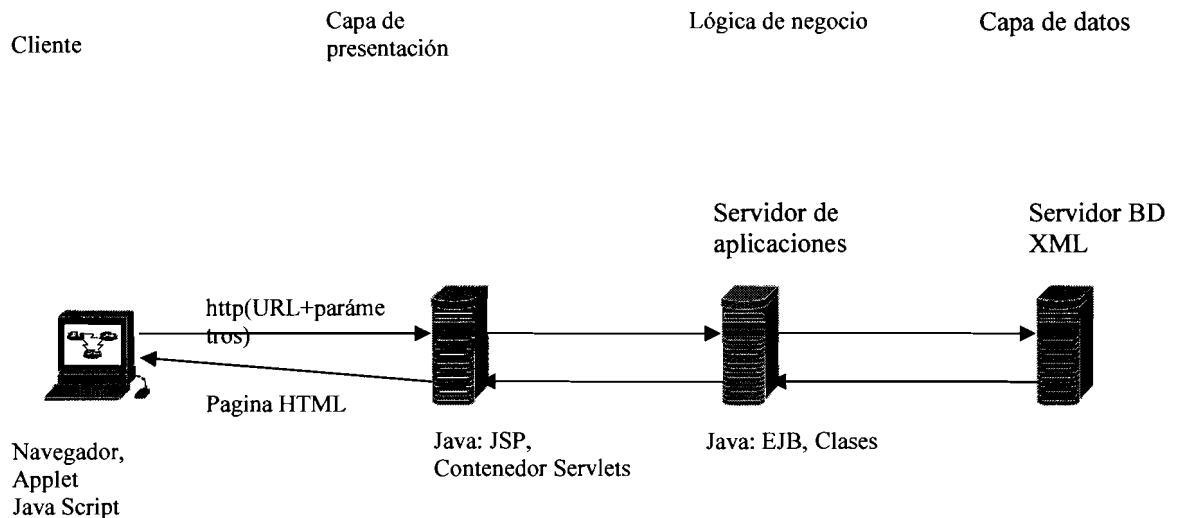 Cliente
Capa de
presentación
Lógica de negocio
Capa de datos
Servidor de
aplicaciones
Servidor BD
XML
http(URL+paráme
tros)
Pagina HTML
Navegador,
Applet
Java Script
Java: JSP,
Contenedor Servlets
Java: EJB, Clases